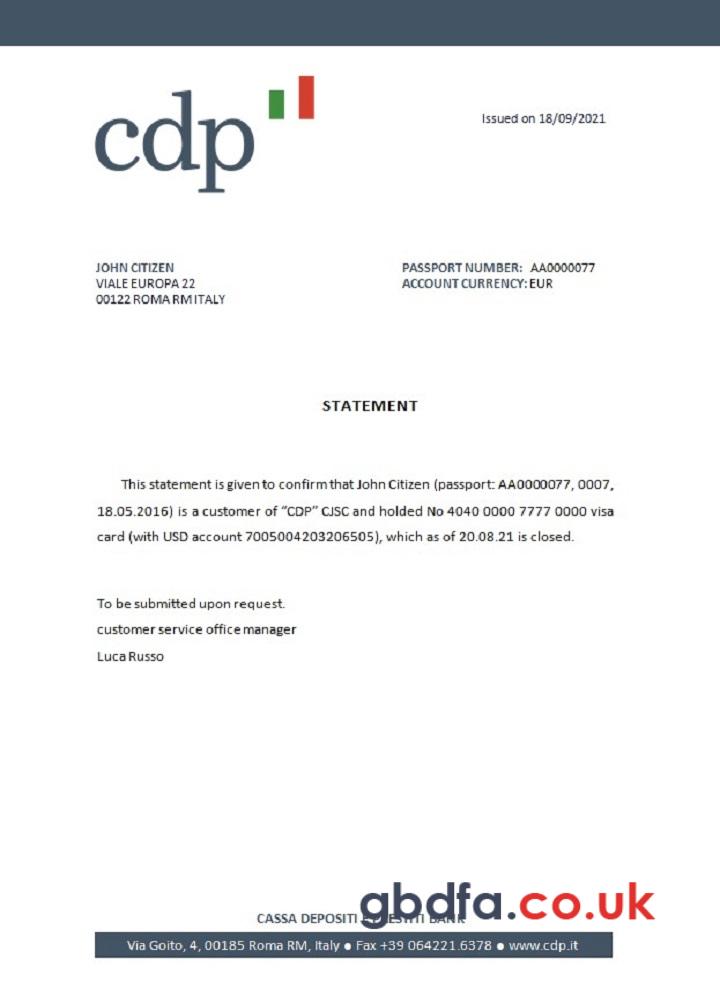 cdp
Issued on 18/09/2021
JOHN CITIZEN
VIALE EUROPA 22
00122 ROMA RM ITALY
PASSPORT NUMBER: AA0000077
ACCOUNT CURRENCY: EUR
STATEMENT
This statement is given to confirm that John Citizen (passport: AA0000077, 0007,
18.05.2016) is a customer of “CDP” CJSC and holded No 4040 0000 7777 0000 visa
card (with USD account 7005004203206505), which as of 20.08.21 is closed.
To be submitted upon request.
customer service office manager
Luca Russo
gbdfa.co.uk
CASSA DEPOSITI BANK
Via Goito, 4, 00185 Roma RM, Italy ● Fax +39 064221.6378 ● www.cdp.it